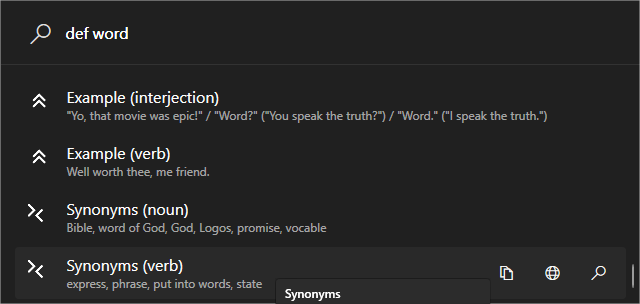 def word
Example (interjection)
"Yo, that movie was epic!" / "Word?" ("You speak the truth?") / "Word." ("I speak the truth.")
Example (verb)
Well worth thee, me friend.
Synonyms (noun)
Bible, word of God, God, Logos, promise, vocable
Synonyms (verb)
express, phrase, put into words, state
Synonyms